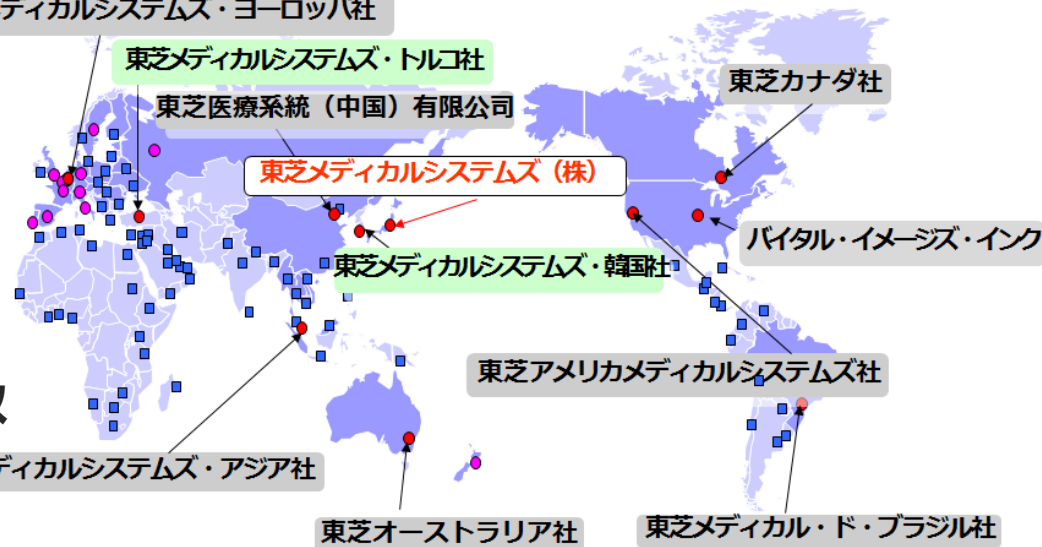 ディカルシステムズ・ヨーロッパ社
東芝メディカルシステムズ・トルコ社
東芝医療系統（中国）有限公司
東芝カナダ社
東芝メディカルシステムズ（株）
バイタル・イメージズ・インク
東芝メディカルシステムズ・韓国社
東芝アメリカメディカルシステムズ社
ディカルシステムズ・アジア社
東芝オーストラリア社
東芝メディカル・ド・ブラジル社